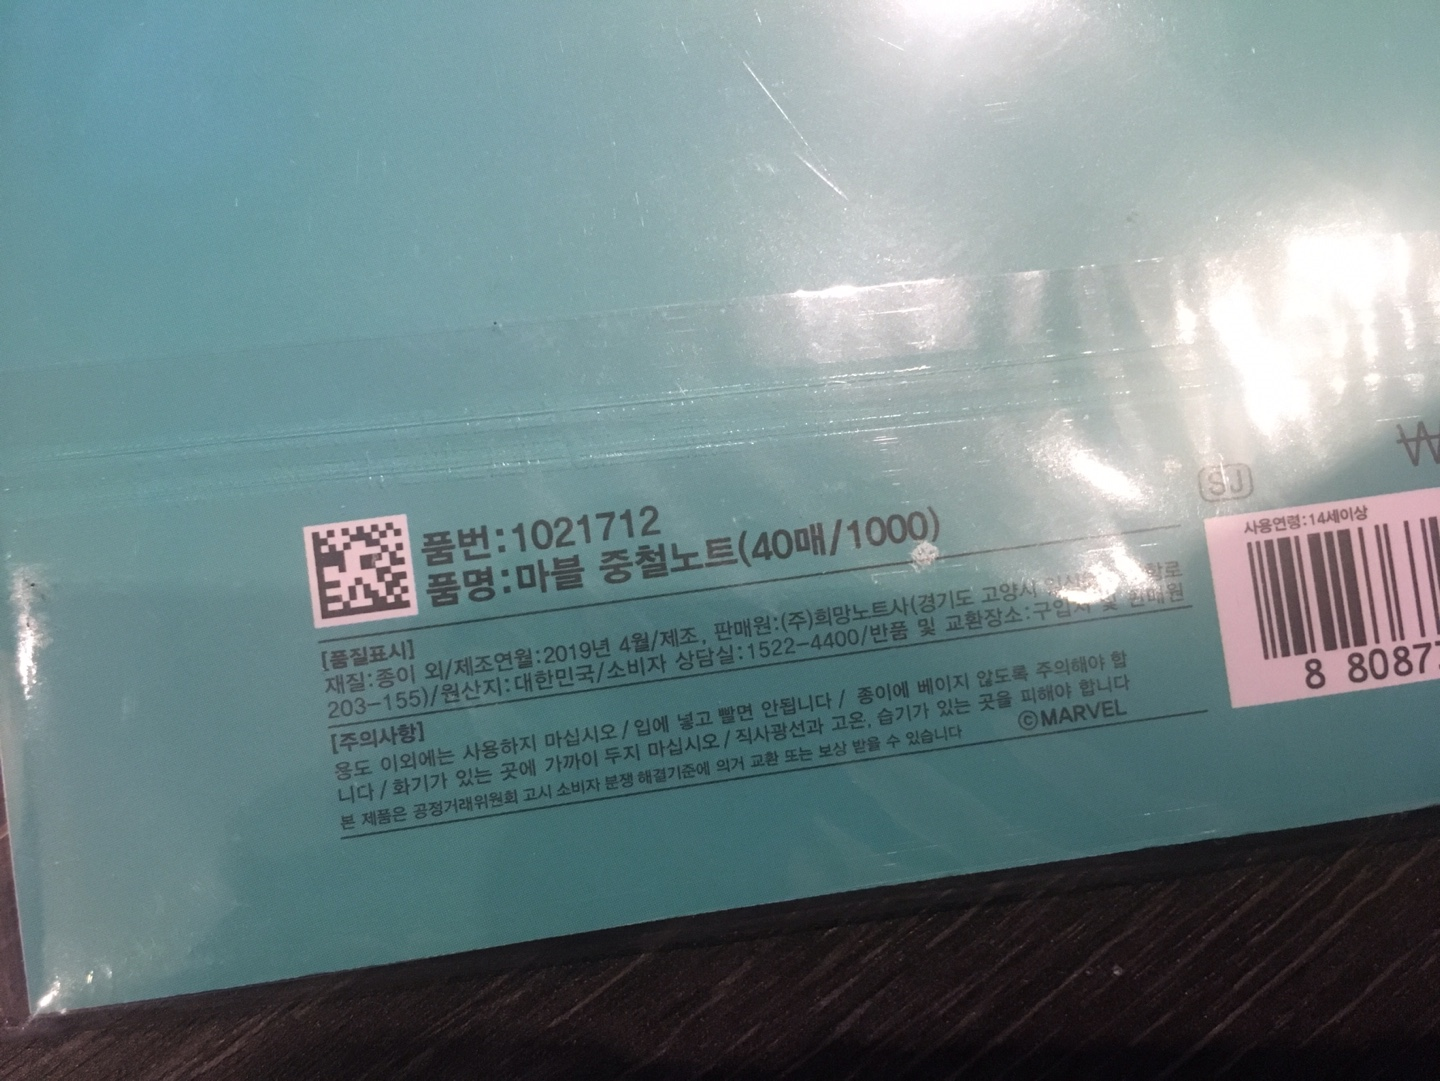 품번:1021712
품명:마블 중철노트(40매/1000)
[품질표시]
재질:종이 외/제조연월:2019년 4월/제조, 판매원:(주)희망노트사(경기도 고양시
203-155)/원산지:대한민국/소비자 상담실:1522-4400/반품 및 교환장소:구입처 및 판매원
[주의사항]
용도 이외에는 사용하지 마십시오/입에 넣고 빨면 안됩니다/ 종이에 베이지 않도록 주의해야 합
니다/화기가 있는 곳에 가까이 두지 마십시오/직사광선과 고온, 습기가 있는 곳을 피해야 합니다
본 제품은 공정거래위원회 고시 소비자 분쟁 해결기준에 의거 교환 또는 보상 받을 수 있습니다
©MARVEL
SJ
₩
사용연령:14세이상
8 8087